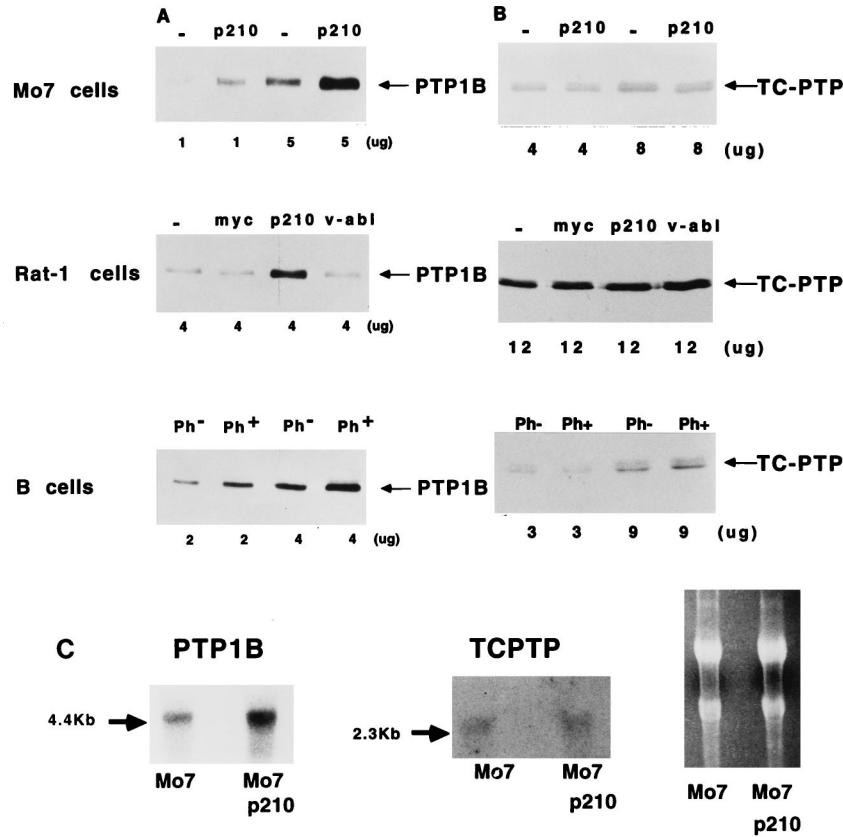 A
- p210 - p210
Mo7 cells
PTP1B
1 1 5 5 (ug)
B
- p210 - p210
TC-PTP
4 4 8 8 (ug)
- myc p210 v-abl
Rat-1 cells
PTP1B
4 4 4 4 (ug)
- myc p210 v-abl
TC-PTP
12 12 12 12 (ug)
Ph- Ph+ Ph- Ph+
B cells
PTP1B
2 2 4 4 (ug)
Ph- Ph+ Ph- Ph+
TC-PTP
3 3 9 9 (ug)
C
PTP1B
4.4Kb
Mo7 Mo7
p210
TCPTP
2.3Kb
Mo7 Mo7
p210
Mo7 Mo7
p210